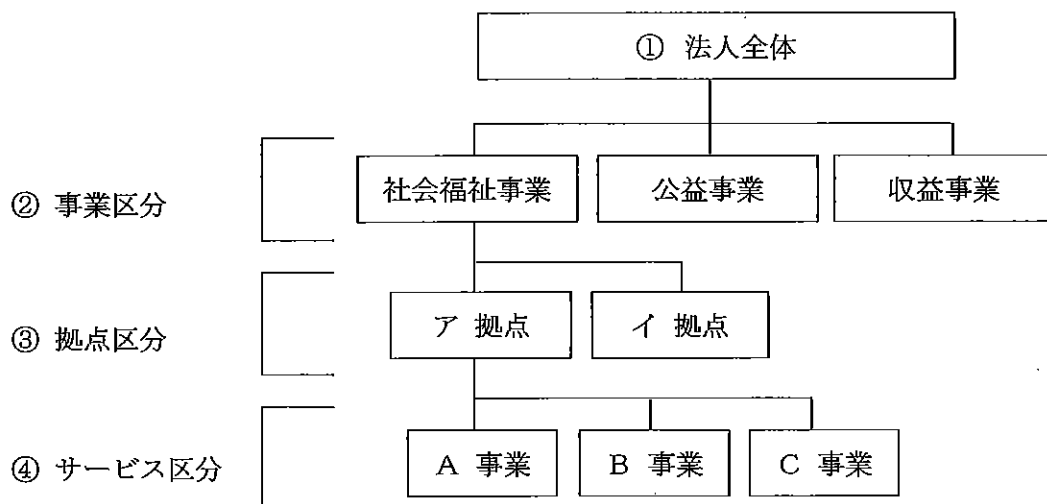 ① 法人全体
② 事業区分
社会福祉事業
公益事業
収益事業
③ 拠点区分
ア 拠点
イ 拠点
④ サービス区分
A 事業
B 事業
C 事業